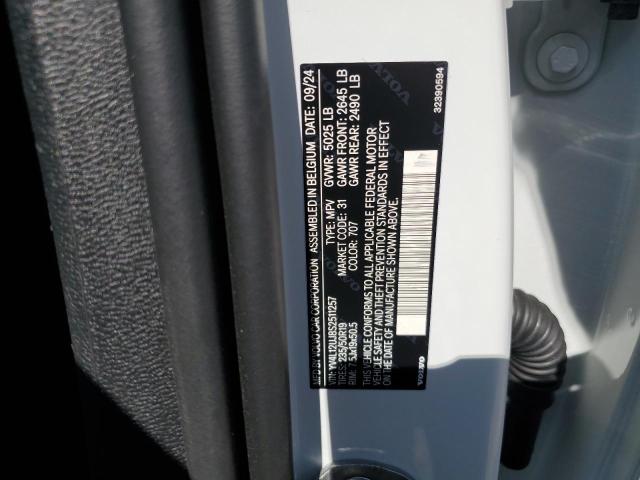 MFD BY VOLVO CAR CORPORATION ASSEMBLED IN BELGIUM DATE: 09/24
VIN: YV4L12UJ8S2511257 TYPE: MPV GVWR: 5025 LB
TIRES: 235/50R19 MARKET CODE: 31 GAWR FRONT: 2645 LB
RIM: 7.5Jx19x50.5 COLOR: 707 GAWR REAR: 2490 LB
THIS VEHICLE CONFORMS TO ALL APPLICABLE FEDERAL MOTOR
VEHICLE SAFETY AND THEFT PREVENTION STANDARDS IN EFFECT
ON THE DATE OF MANUFACTURE SHOWN ABOVE.
VOLVO
32390594